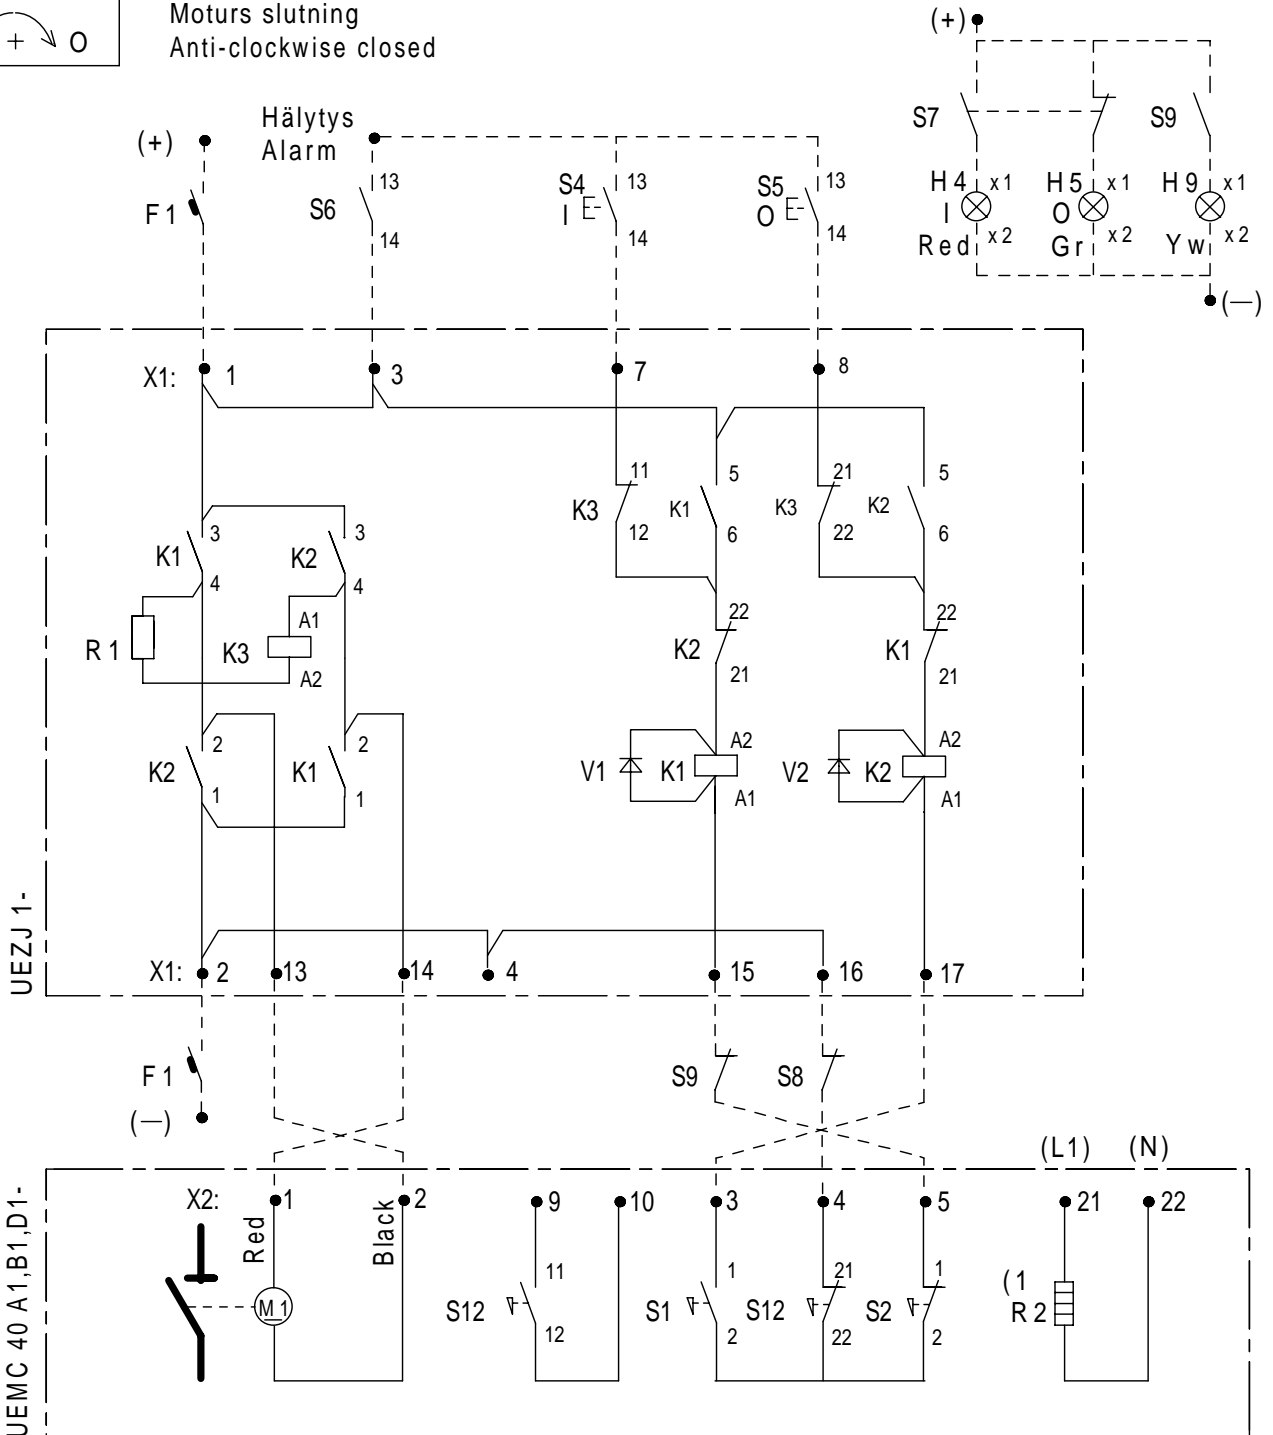 Moturs slutning
+ O Anti-clockwise closed
(+)
S7 S9
(+) Hälytys
Alarm
F1 S6 13 14
S4 I 13 14
S5 O 13 14
H4 x1 H5 x1 H9 x1
I O
Red x2 Gr x2 Yw x2
(—)
X1: 1 3 7 8
11 5 21 5
K3 K1 K3 K2
12 6 22 6
3 3
K1 K2
4 4
R1 K3 A1 A2
22 22
K2 K1
21 21
2 2
K2 K1
1 1
A2 A2
V1 K1 V2 K2
A1 A1
UEZJ 1-
X1: 2 13 14 4 15 16 17
F1 S9 S8
(—)
(L1) (N)
UEMC 40 A1,B1,D1-
X2: 1 2 9 10 3 4 5 21 22
Red Black
11 1 21 1
M1 S12 S1 S12 S2 (1
R2
12 2 22 2